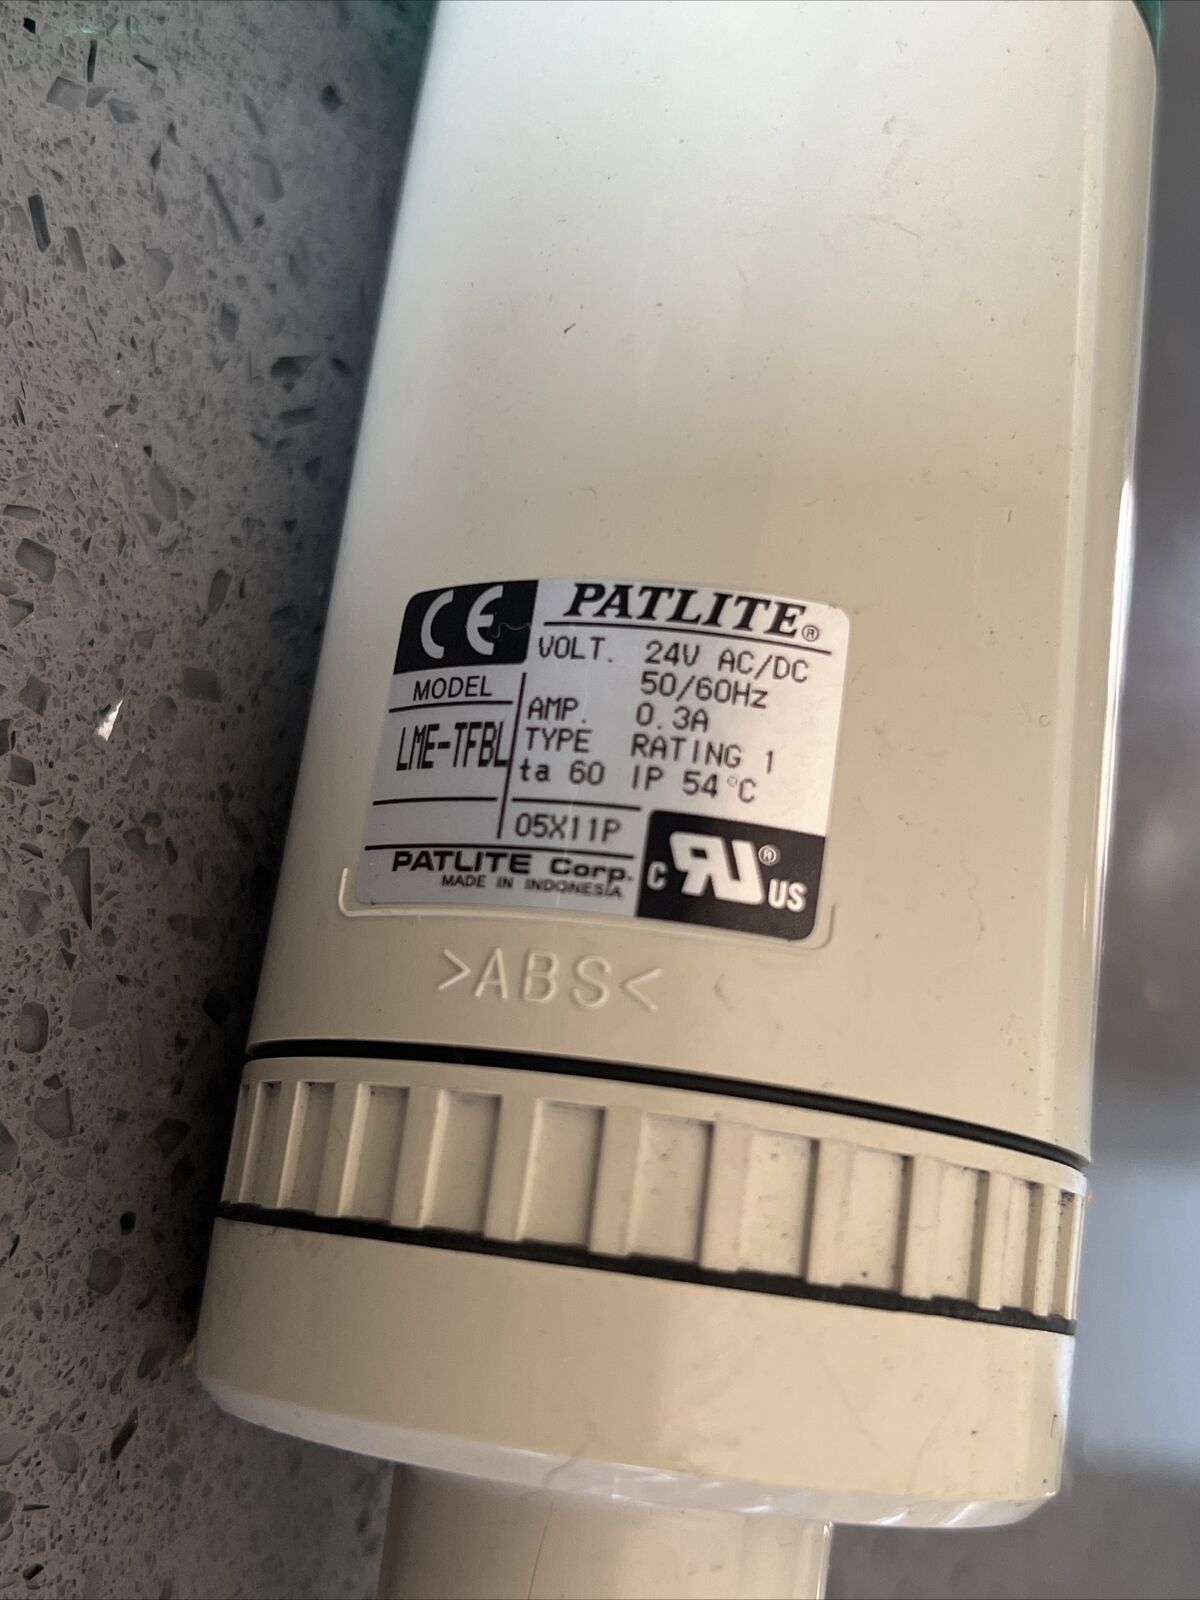 CE
PATLITE®
VOLT. 24V AC/DC
50/60Hz
MODEL
LME-TFBL
AMP. 0.3A
TYPE RATING 1
ta 60 IP 54 °C
05X11P
PATLITE Corp.
MADE IN INDONESIA
C RU® US
>ABS<